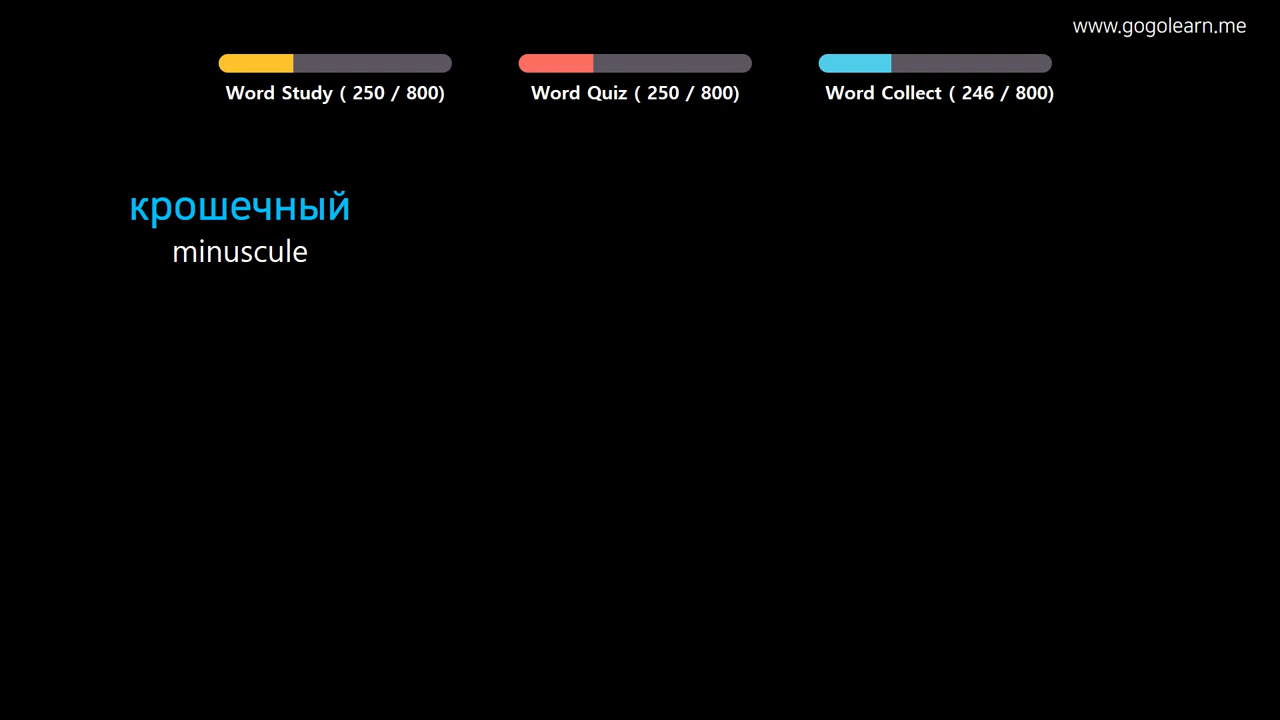 www.gogolearn.me
Word Study ( 250 / 800)
Word Quiz ( 250 / 800)
Word Collect ( 246 / 800)
крошечный
minuscule